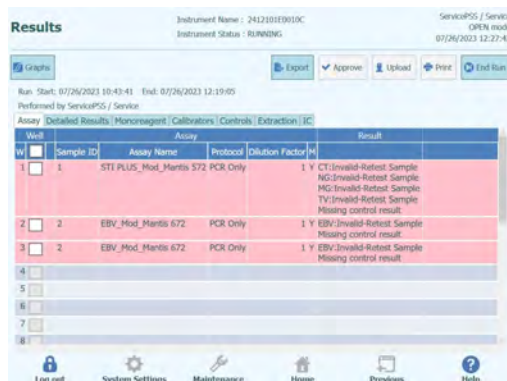 Results
Instrument Name : 2412101E0010C
Instrument Status : RUNNING
ServicePSS / Service
OPEN mode
07/26/2023 12:27:4
Graphs
Export
Approve
Upload
Print
End Run
Run Start: 07/26/2023 10:43:41 End: 07/26/2023 12:19:05
Performed by ServicePSS / Service
Assay Detailed Results Monoreagent Calibrators Controls Extraction IC
Well Assay Result
W Sample ID Assay Name Protocol Dilution Factor M
1 1 STI PLUS_Mod_Mantis 572 PCR Only 1 Y CT:Invalid-Retest Sample
NG:Invalid-Retest Sample
MG:Invalid-Retest Sample
TV:Invalid-Retest Sample
Missing control result
2 2 EBV_Mod_Mantis 672 PCR Only 1 Y EBV:Invalid-Retest Sample
Missing control result
3 2 EBV_Mod_Mantis 672 PCR Only 1 Y EBV:Invalid-Retest Sample
Missing control result
4
5
6
7
8
Log out System Settings Maintenance Home Previous Help